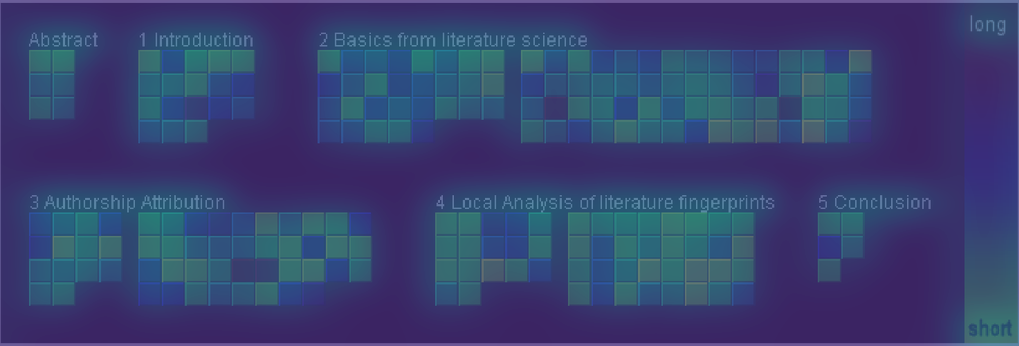 long
Abstract
1 Introduction
2 Basics from literature science
3 Authorship Attribution
4 Local Analysis of literature fingerprints
5 Conclusion
short